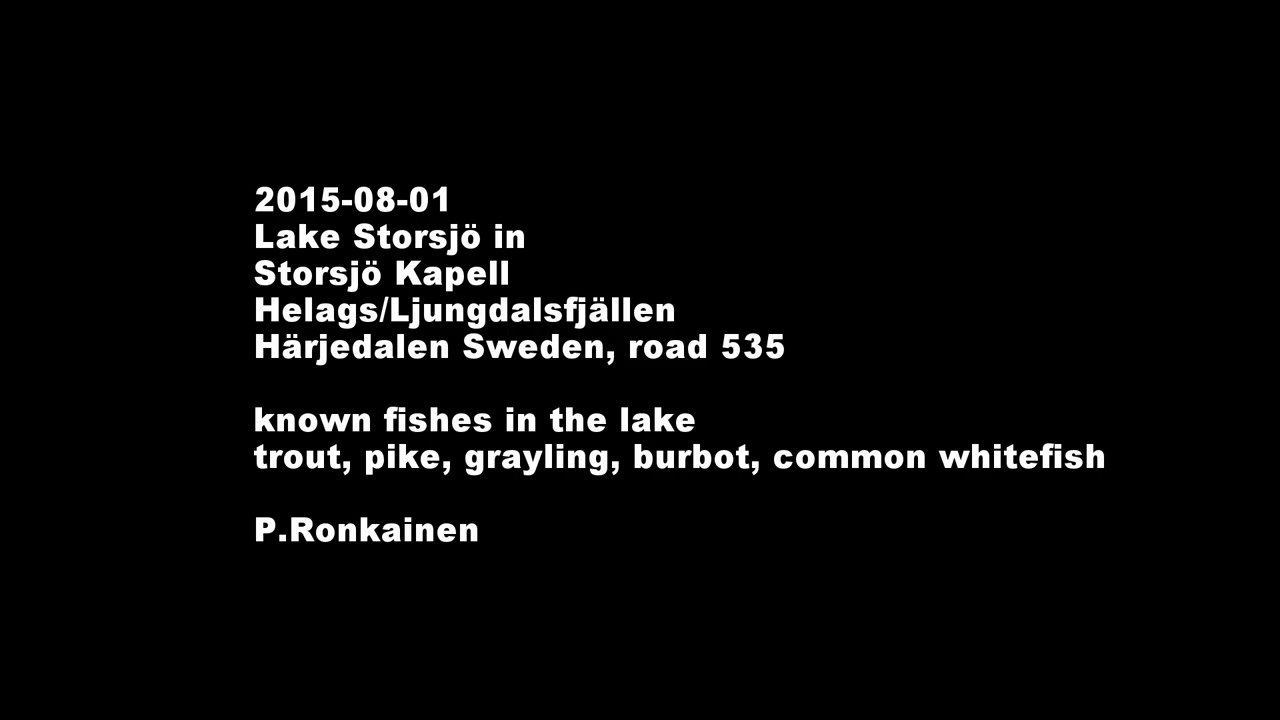 2015-08-01
Lake Storsjö in
Storsjö Kapell
Helags/Ljungdalsfjällen
Härjedalen Sweden, road 535
known fishes in the lake
trout, pike, grayling, burbot, common whitefish
P.Ronkainen